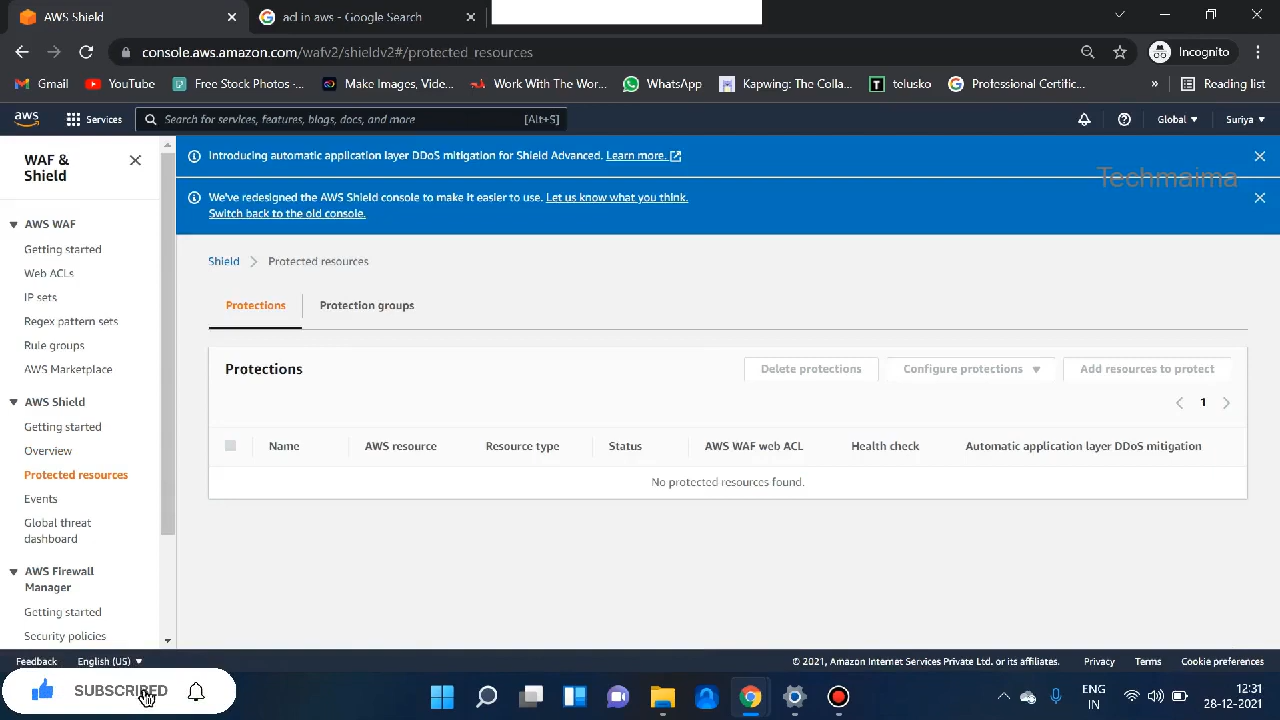 AWS Shield
ad in aws - Google Search
console.aws.amazon.com/wafv2/shieldv2#/protected_resources
Incognito
Gmail
YouTube
Free Stock Photos -...
Make Images, Vide...
Work With The Wor...
WhatsApp
Kapwing: The Colla...
T telusko
Professional Certific...
»
Reading list
aws
Services
Search for services, features, blogs, docs, and more [Alt+S]
Global
Suriya
WAF & Shield
AWS WAF
Getting started
Web ACLs
IP sets
Regex pattern sets
Rule groups
AWS Marketplace
AWS Shield
Getting started
Overview
Protected resources
Events
Global threat
dashboard
AWS Firewall
Manager
Getting started
Security policies
Introducing automatic application layer DDoS mitigation for Shield Advanced. Learn more.
Techmaima
We've redesigned the AWS Shield console to make it easier to use. Let us know what you think.
Switch back to the old console.
Shield > Protected resources
Protections
Protection groups
Protections
Delete protections
Configure protections
Add resources to protect
< 1 >
Name
AWS resource
Resource type
Status
AWS WAF web ACL
Health check
Automatic application layer DDoS mitigation
No protected resources found.
Feedback
English (US)
© 2021, Amazon Internet Services Private Ltd. or its affiliates.
Privacy
Terms
Cookie preferences
SUBSCRIBED
ENG
IN
12:31
28-12-2021